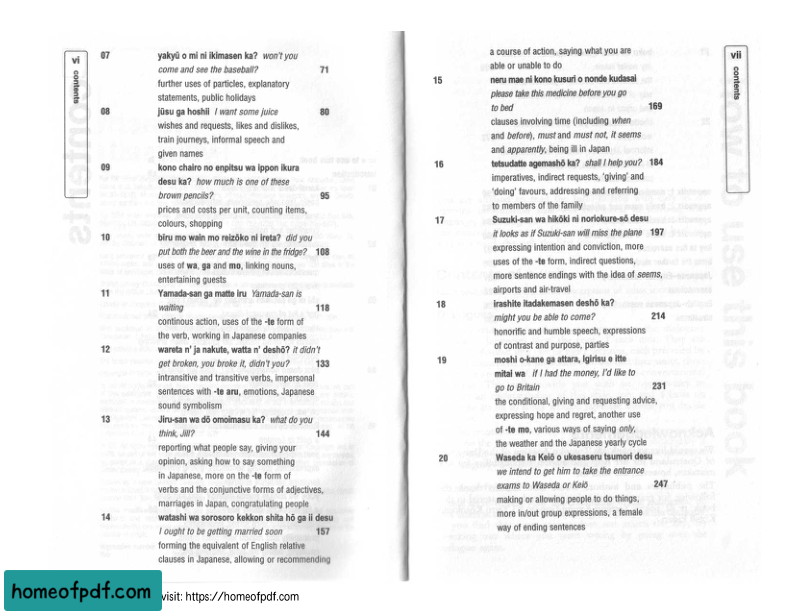 vi
contents
07 yakyū o mi ni ikimasen ka? won't you
come and see the baseball? 71
further uses of particles, explanatory
statements, public holidays
08 jūsu ga hoshii I want some juice 80
wishes and requests, likes and dislikes,
train journeys, informal speech and
given names
09 kono chairo no enpitsu wa ippon ikura
desu ka? how much is one of these
brown pencils? 95
prices and costs per unit, counting items,
colours, shopping
10 biru mo wain mo reizōko ni ireta? did you
put both the beer and the wine in the fridge? 108
uses of wa, ga and mo, linking nouns,
entertaining guests
11 Yamada-san ga matte iru Yamada-san is
waiting 118
continous action, uses of the -te form of
the verb, working in Japanese companies
12 wareta n' ja nakute, watta n' deshō? it didn't
get broken, you broke it, didn't you? 133
intransitive and transitive verbs, impersonal
sentences with -te aru, emotions, Japanese
sound symbolism
13 Jiru-san wa dō omoimasu ka? what do you
think, Jill? 144
reporting what people say, giving your
opinion, asking how to say something
in Japanese, more on the -te form of
verbs and the conjunctive forms of adjectives,
marriages in Japan, congratulating people
14 watashi wa sorosoro kekkon shita hō ga ii desu
I ought to be getting married soon 157
forming the equivalent of English relative
clauses in Japanese, allowing or recommending
vii
contents
a course of action, saying what you are
able or unable to do
15 neru mae ni kono kusuri o nonde kudasai
please take this medicine before you go
to bed 169
clauses involving time (including when
and before), must and must not, it seems
and apparently, being ill in Japan
16 tetsudatte agemashō ka? shall I help you? 184
imperatives, indirect requests, 'giving' and
'doing' favours, addressing and referring
to members of the family
17 Suzuki-san wa hikōki ni noriokure-sō desu
it looks as if Suzuki-san will miss the plane 197
expressing intention and conviction, more
uses of the -te form, indirect questions,
more sentence endings with the idea of seems,
airports and air-travel
18 irashite itadakemasen deshō ka?
might you be able to come? 214
honorific and humble speech, expressions
of contrast and purpose, parties
19 moshi o-kane ga attara, Igirisu e itte
mitai wa if I had the money, I'd like to
go to Britain 231
the conditional, giving and requesting advice,
expressing hope and regret, another use
of -te mo, various ways of saying only,
the weather and the Japanese yearly cycle
20 Waseda ka Keiō o ukesaseru tsumori desu
we intend to get him to take the entrance
exams to Waseda or Keiō 247
making or allowing people to do things,
more in/out group expressions, a female
way of ending sentences
homeofpdf.com
visit: https://homeofpdf.com